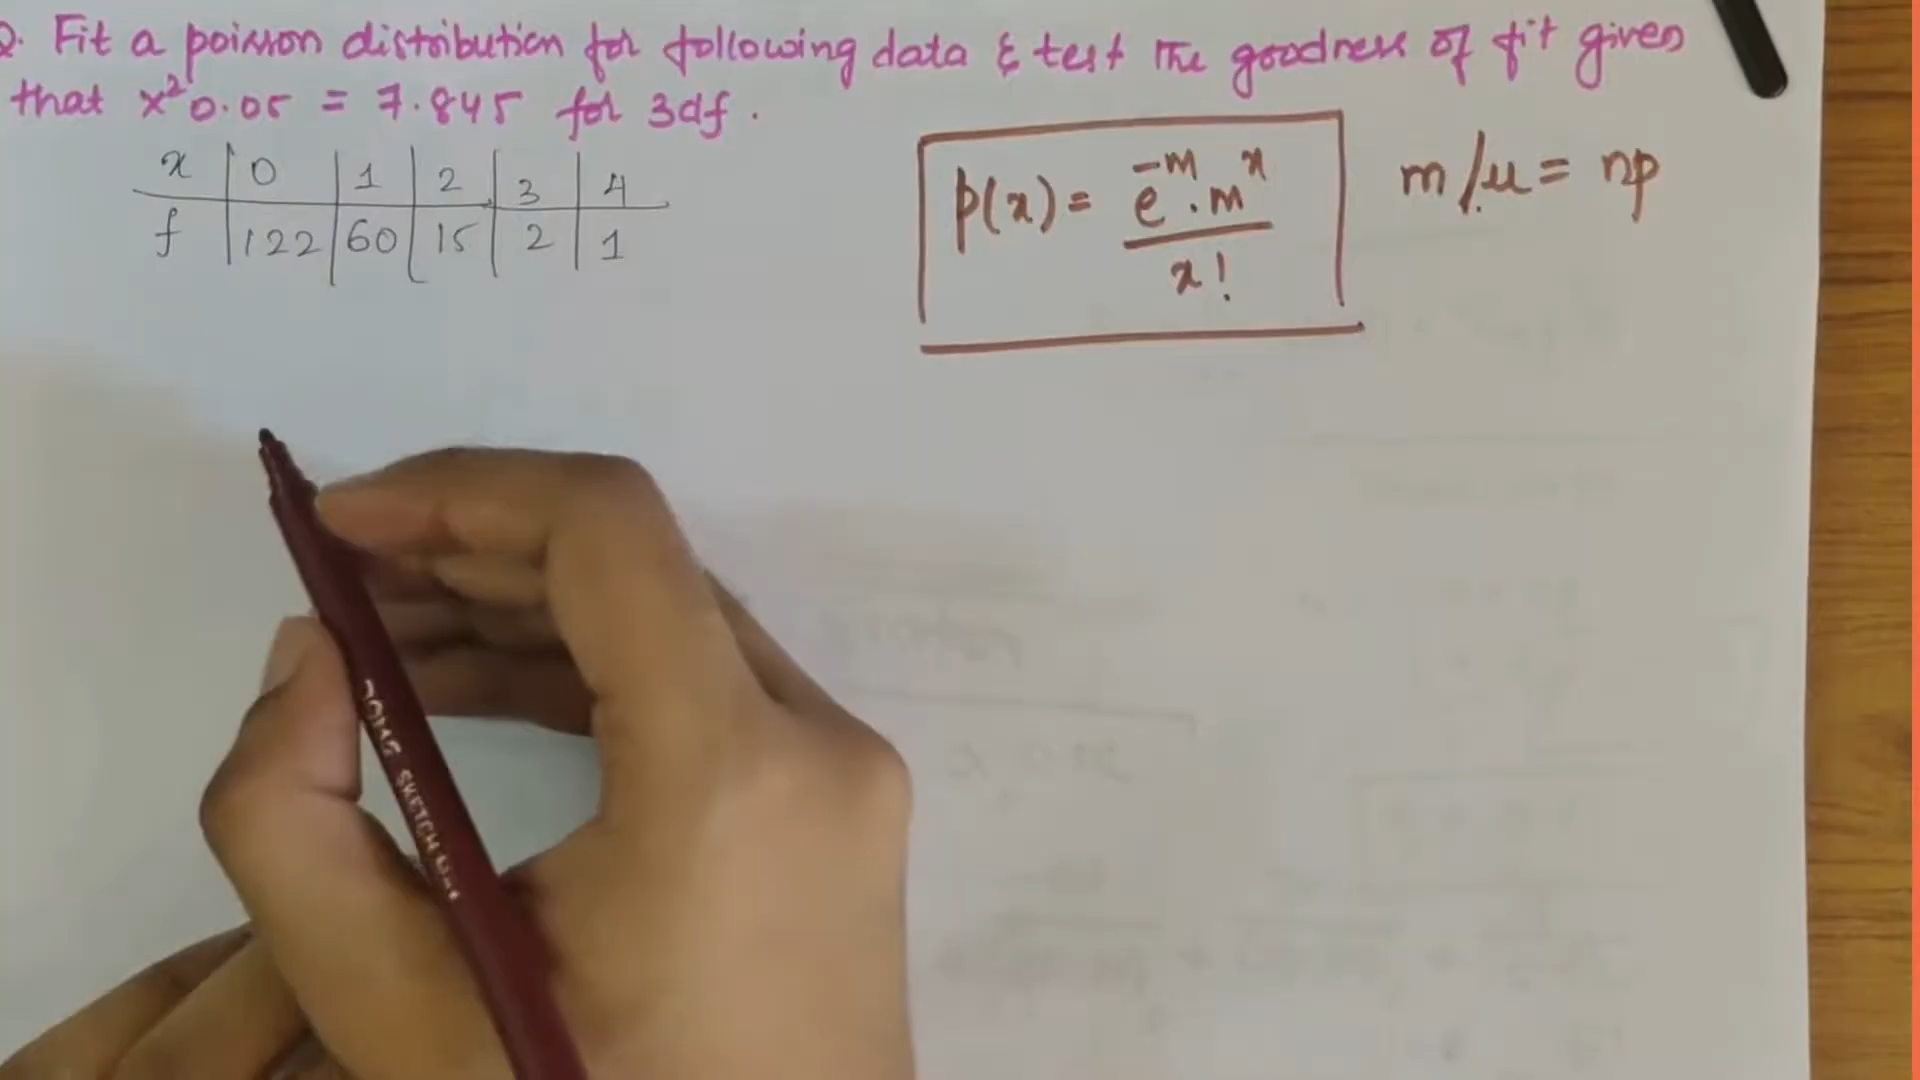 Q. Fit a poisson distribution for following data & test the goodness of fit given
that x² 0.05 = 7.845 for 3df.
x | 0 | 1 | 2 | 3 | 4
f | 122 | 60 | 15 | 2 | 1
p(x) = e^-m . m^x / x!
m/μ = np
SKETCH